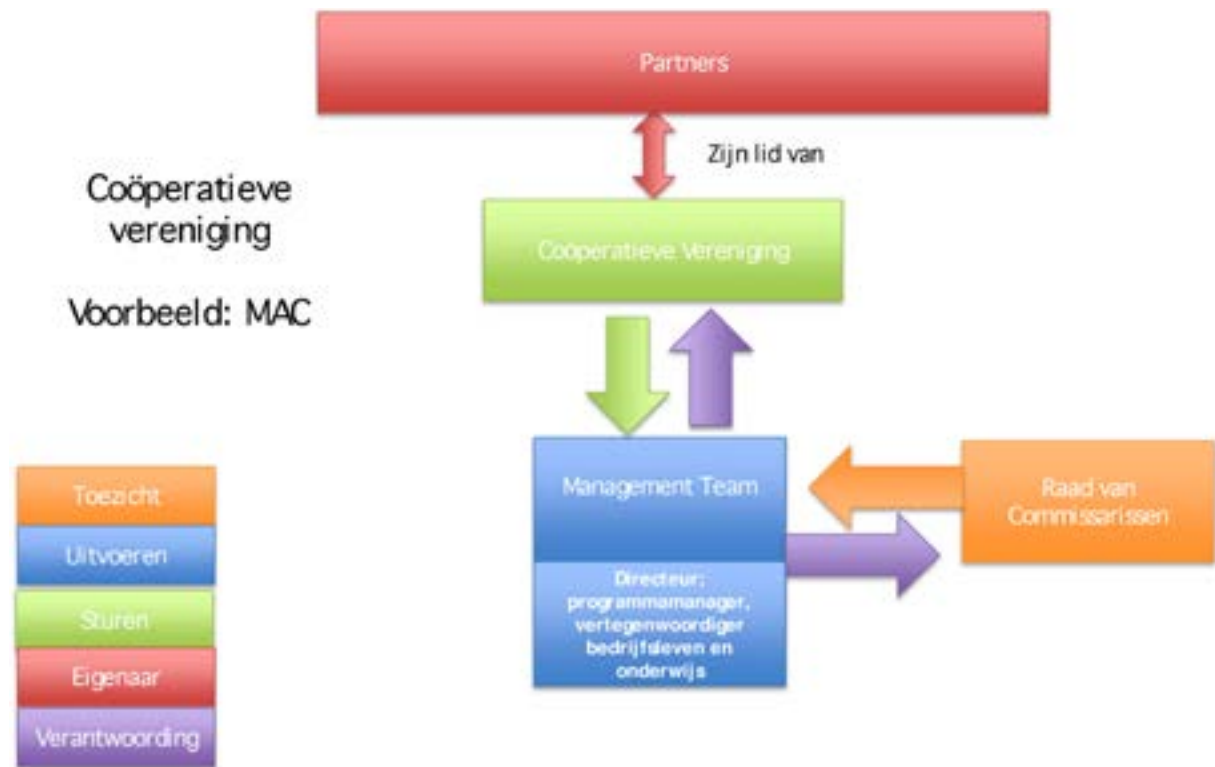 Partners
Zijn lid van
Coöperatieve
vereniging
Voorbeeld: MAC
Coöperatieve Vereniging
Management Team
Directeur;
programmamanager,
vertegenwoordiger
bedrijfsleven en
onderwijs
Raad van
Commissarissen
Toezicht
Uitvoeren
Sturen
Eigenaar
Verantwoording